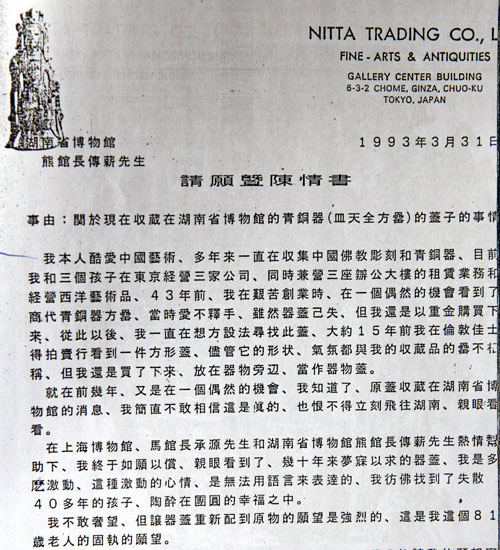 NITTA TRADING CO., L
FINE-ARTS & ANTIQUITIES
GALLERY CENTER BUILDING
6-3-2 CHOME, GINZA, CHUO-KU
TOKYO, JAPAN
1993年3月31日
湖南省博物館
熊館長傳薪先生
請願暨陳情書
事由：關於現在收藏在湖南省博物館的青銅器(皿天全方罍)的蓋子的事情
我本人酷愛中國藝術、多年來一直在收集中國佛教彫刻和青銅器、目前
我和三個孩子在東京経營三家公司、同時兼營三座辦公大樓的租賃業務和
経營西洋藝術品、43年前、我在艱苦創業時、在一個偶然的機會看到了
商代青銅器方罍、當時愛不釋手、雖然器蓋己失、但我還是以重金購買下
來、從此以後、我一直在想方設法尋找此蓋、大約15年前我在倫敦佳士
得拍賣行看到一件方形蓋、儘管它的形状、氣氛都與我的收藏品的罍不相
稱、但我還是買了下來、放在器物旁辺、當作器物蓋。
就在前幾年、又是在一個偶然的機會、我知道了、原蓋收藏在湖南省博
物館的消息、我簡直不敢相信這是眞的、也恨不得立刻飛往湖南、親眼看
看。
在上海博物館、馬館長承源先生和湖南省博物館熊館長傳薪先生熱情幇
助下、我終于如願以償、親眼看到了、幾十年來夢寐以求的器蓋、我是多
麽激動、這種激動的心情、是無法用語言來表達的、我彷彿找到了失散
40多年的孩子、陶醉在團圓的幸福之中。
我不敢奢望、但讓器蓋重新配到原物的願望是強烈的、這是我這個81
歳老人的固執的願望。